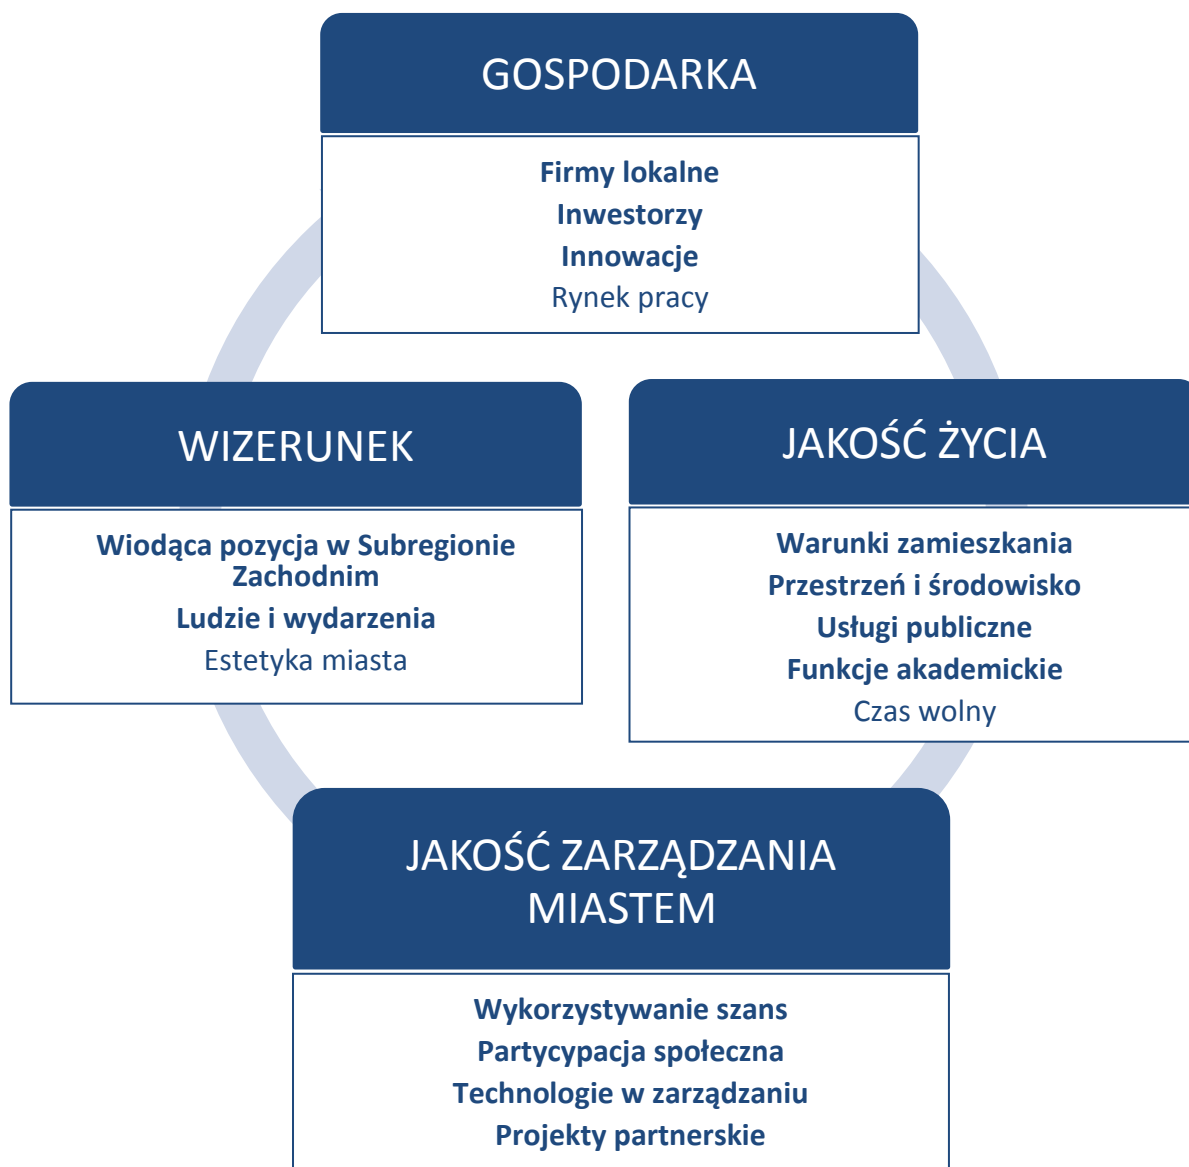 GOSPODARKA
Firmy lokalne
Inwestorzy
Innowacje
Rynek pracy
WIZERUNEK
Wiodąca pozycja w Subregionie
Zachodnim
Ludzie i wydarzenia
Estetyka miasta
JAKOŚĆ ŻYCIA
Warunki zamieszkania
Przestrzeń i środowisko
Usługi publiczne
Funkcje akademickie
Czas wolny
JAKOŚĆ ZARZĄDZANIA
MIASTEM
Wykorzystywanie szans
Partycypacja społeczna
Technologie w zarządzaniu
Projekty partnerskie